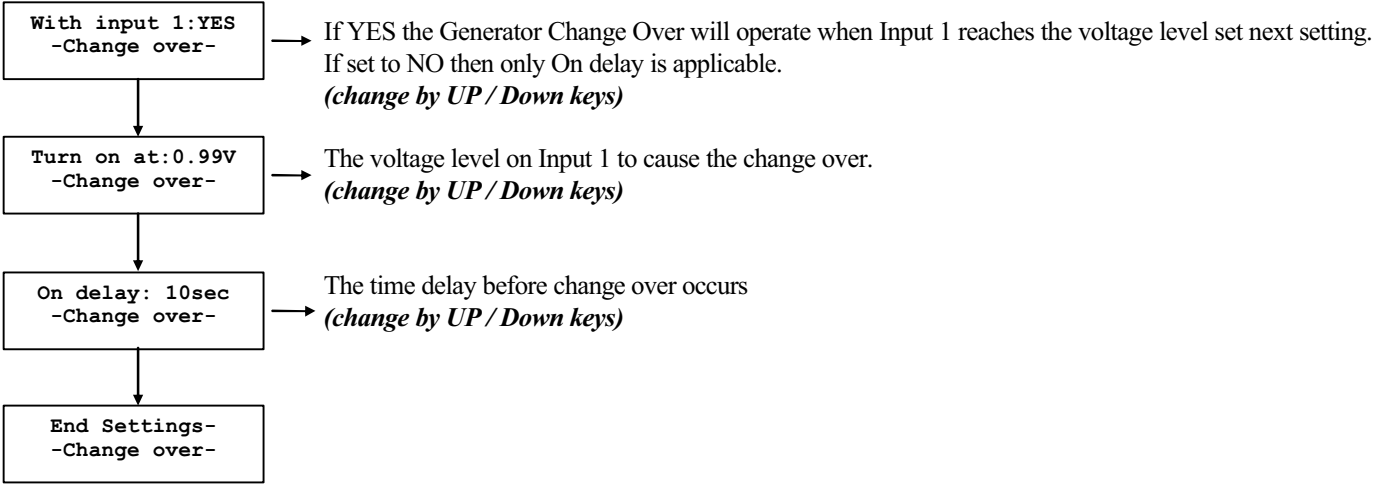 With input 1:YES
-Change over-
If YES the Generator Change Over will operate when Input 1 reaches the voltage level set next setting.
If set to NO then only On delay is applicable.
(change by UP / Down keys)
Turn on at:0.99V
-Change over-
The voltage level on Input 1 to cause the change over.
(change by UP / Down keys)
On delay: 10sec
-Change over-
The time delay before change over occurs
(change by UP / Down keys)
End Settings-
-Change over-